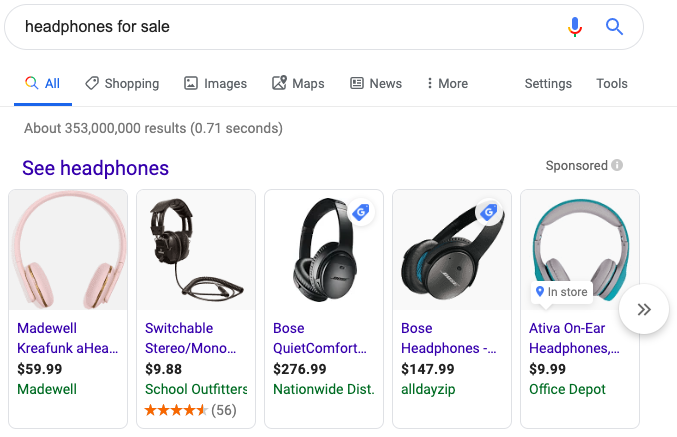 headphones for sale
All Shopping Images Maps News More Settings Tools
About 353,000,000 results (0.71 seconds)
See headphones Sponsored
In store
Madewell
Kreafunk aHea...
$59.99
Madewell
Switchable
Stereo/Mono...
$9.88
School Outfitters
(56)
Bose
QuietComfort...
$276.99
Nationwide Dist.
Bose
Headphones -...
$147.99
alldayzip
Ativa On-Ear
Headphones,...
$9.99
Office Depot